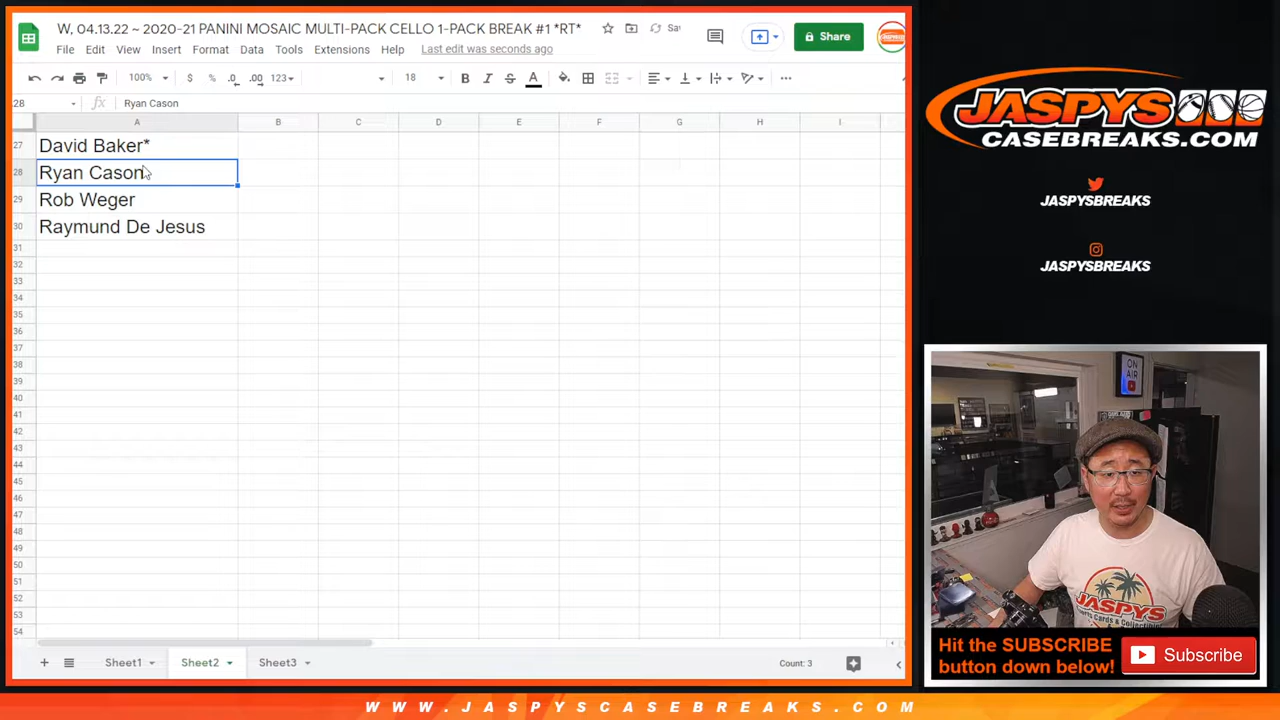 W, 04.13.22 ~ 2020-21 PANINI MOSAIC MULTI-PACK CELLO 1-PACK BREAK #1 *RT*
File Edit View Insert Format Data Tools Extensions Help Last edit was seconds ago
Share
100% $ % .0 .00 123 18 B I S A
28 fx Ryan Cason
A B C D E F G H I
27 David Baker*
28 Ryan Cason
29 Rob Weger
30 Raymund De Jesus
31
32
33
34
35
36
37
38
39
40
41
42
43
44
45
46
47
48
49
50
51
52
53
54
Sheet1 Sheet2 Sheet3 Count: 3
JASPYS
CASEBREAKS.COM
JASPYSBREAKS
JASPYSBREAKS
ON
AIR
JASPYS
Hit the SUBSCRIBE
button down below!
Subscribe
WWW.JASPYSCASEBREAKS.COM